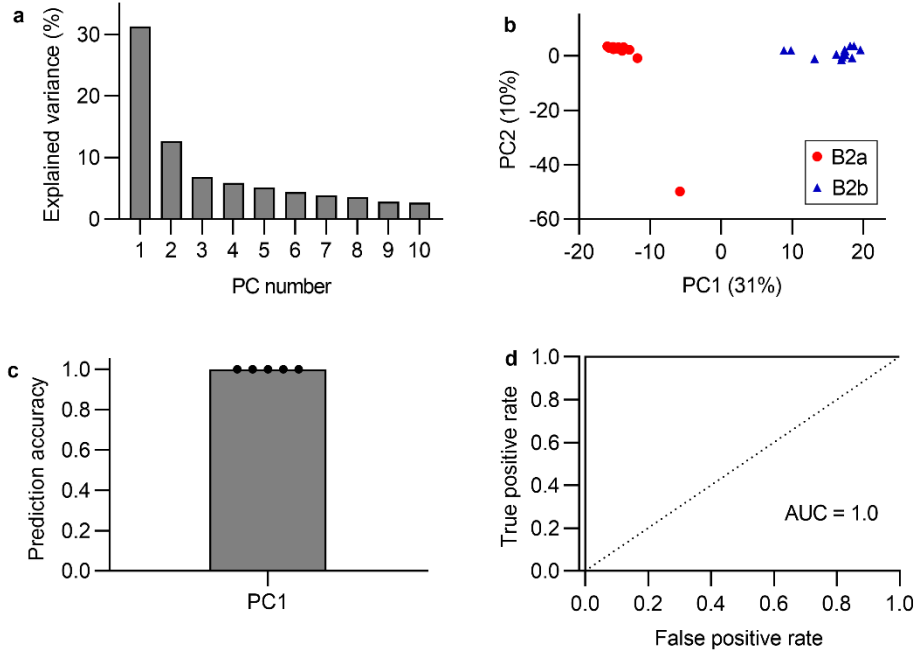 a
Explained variance (%)
30
20
10
0
1 2 3 4 5 6 7 8 9 10
PC number
b
PC2 (10%)
0
-20
-40
-60
B2a
B2b
-20 -10 0 10 20
PC1 (31%)
c
Prediction accuracy
1.0
0.8
0.6
0.4
0.2
0.0
PC1
d
True positive rate
1.0
0.8
0.6
0.4
0.2
0.0
AUC = 1.0
0.0 0.2 0.4 0.6 0.8 1.0
False positive rate